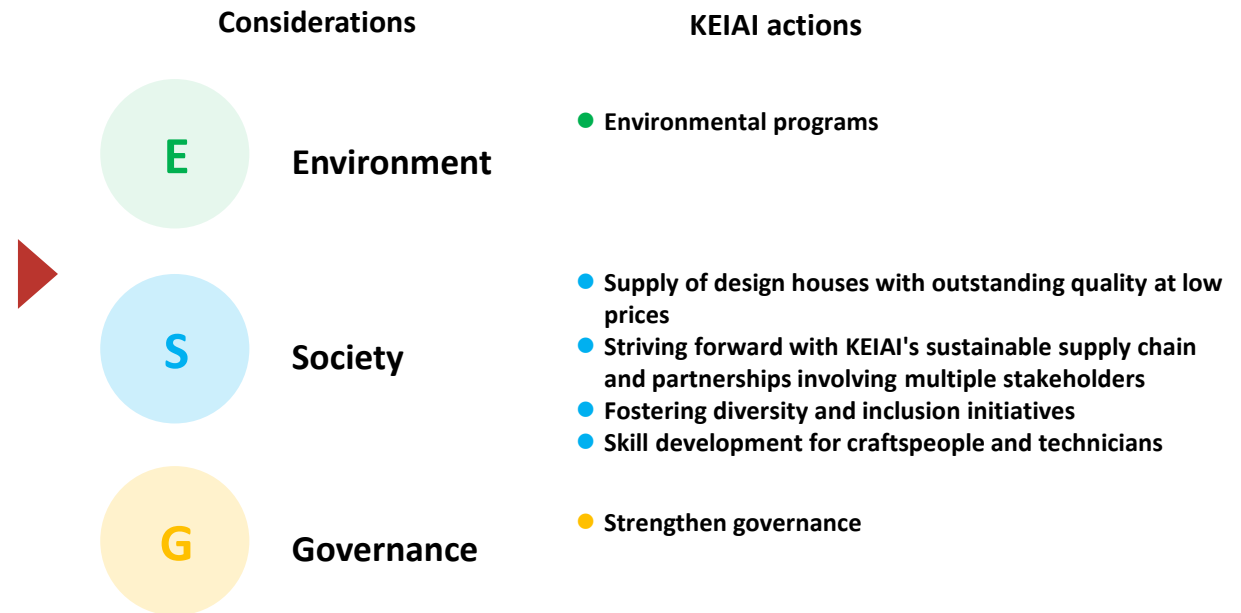 Considerations
KEIAI actions
E
Environment
● Environmental programs
S
Society
● Supply of design houses with outstanding quality at low
prices
● Striving forward with KEIAI's sustainable supply chain
and partnerships involving multiple stakeholders
● Fostering diversity and inclusion initiatives
● Skill development for craftspeople and technicians
G
Governance
● Strengthen governance